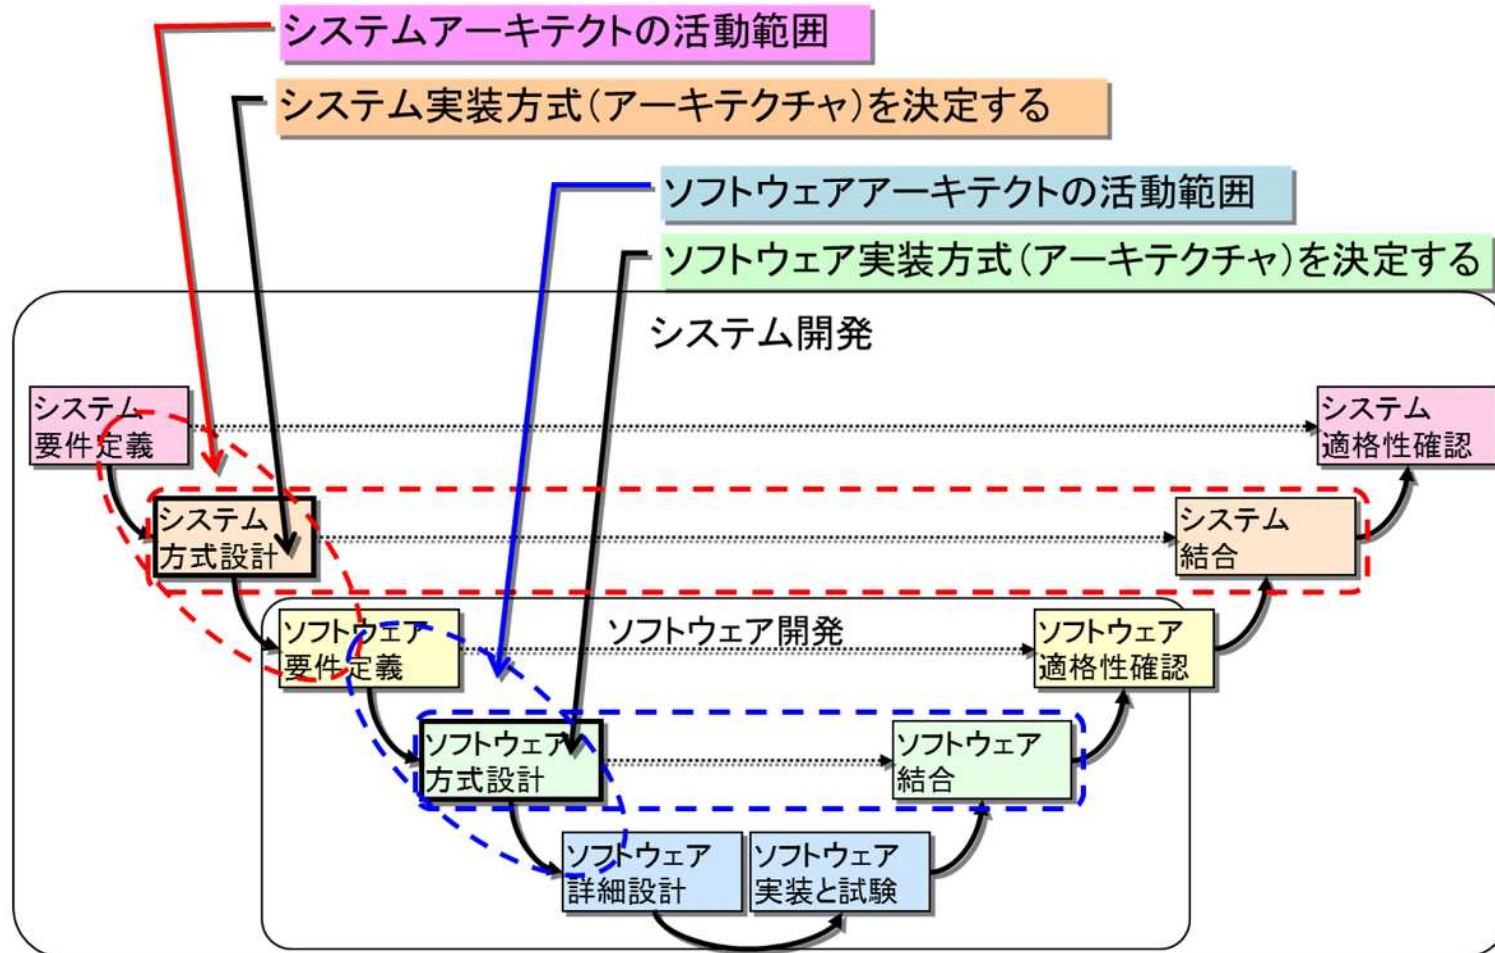 システムアーキテクトの活動範囲
システム実装方式(アーキテクチャ)を決定する
ソフトウェアアーキテクトの活動範囲
ソフトウェア実装方式(アーキテクチャ)を決定する
システム開発
システム
要件定義
システム
適格性確認
システム
方式設計
システム
結合
ソフトウェア
要件定義
ソフトウェア開発
ソフトウェア
適格性確認
ソフトウェア
方式設計
ソフトウェア
結合
ソフトウェア
詳細設計
ソフトウェア
実装と試験